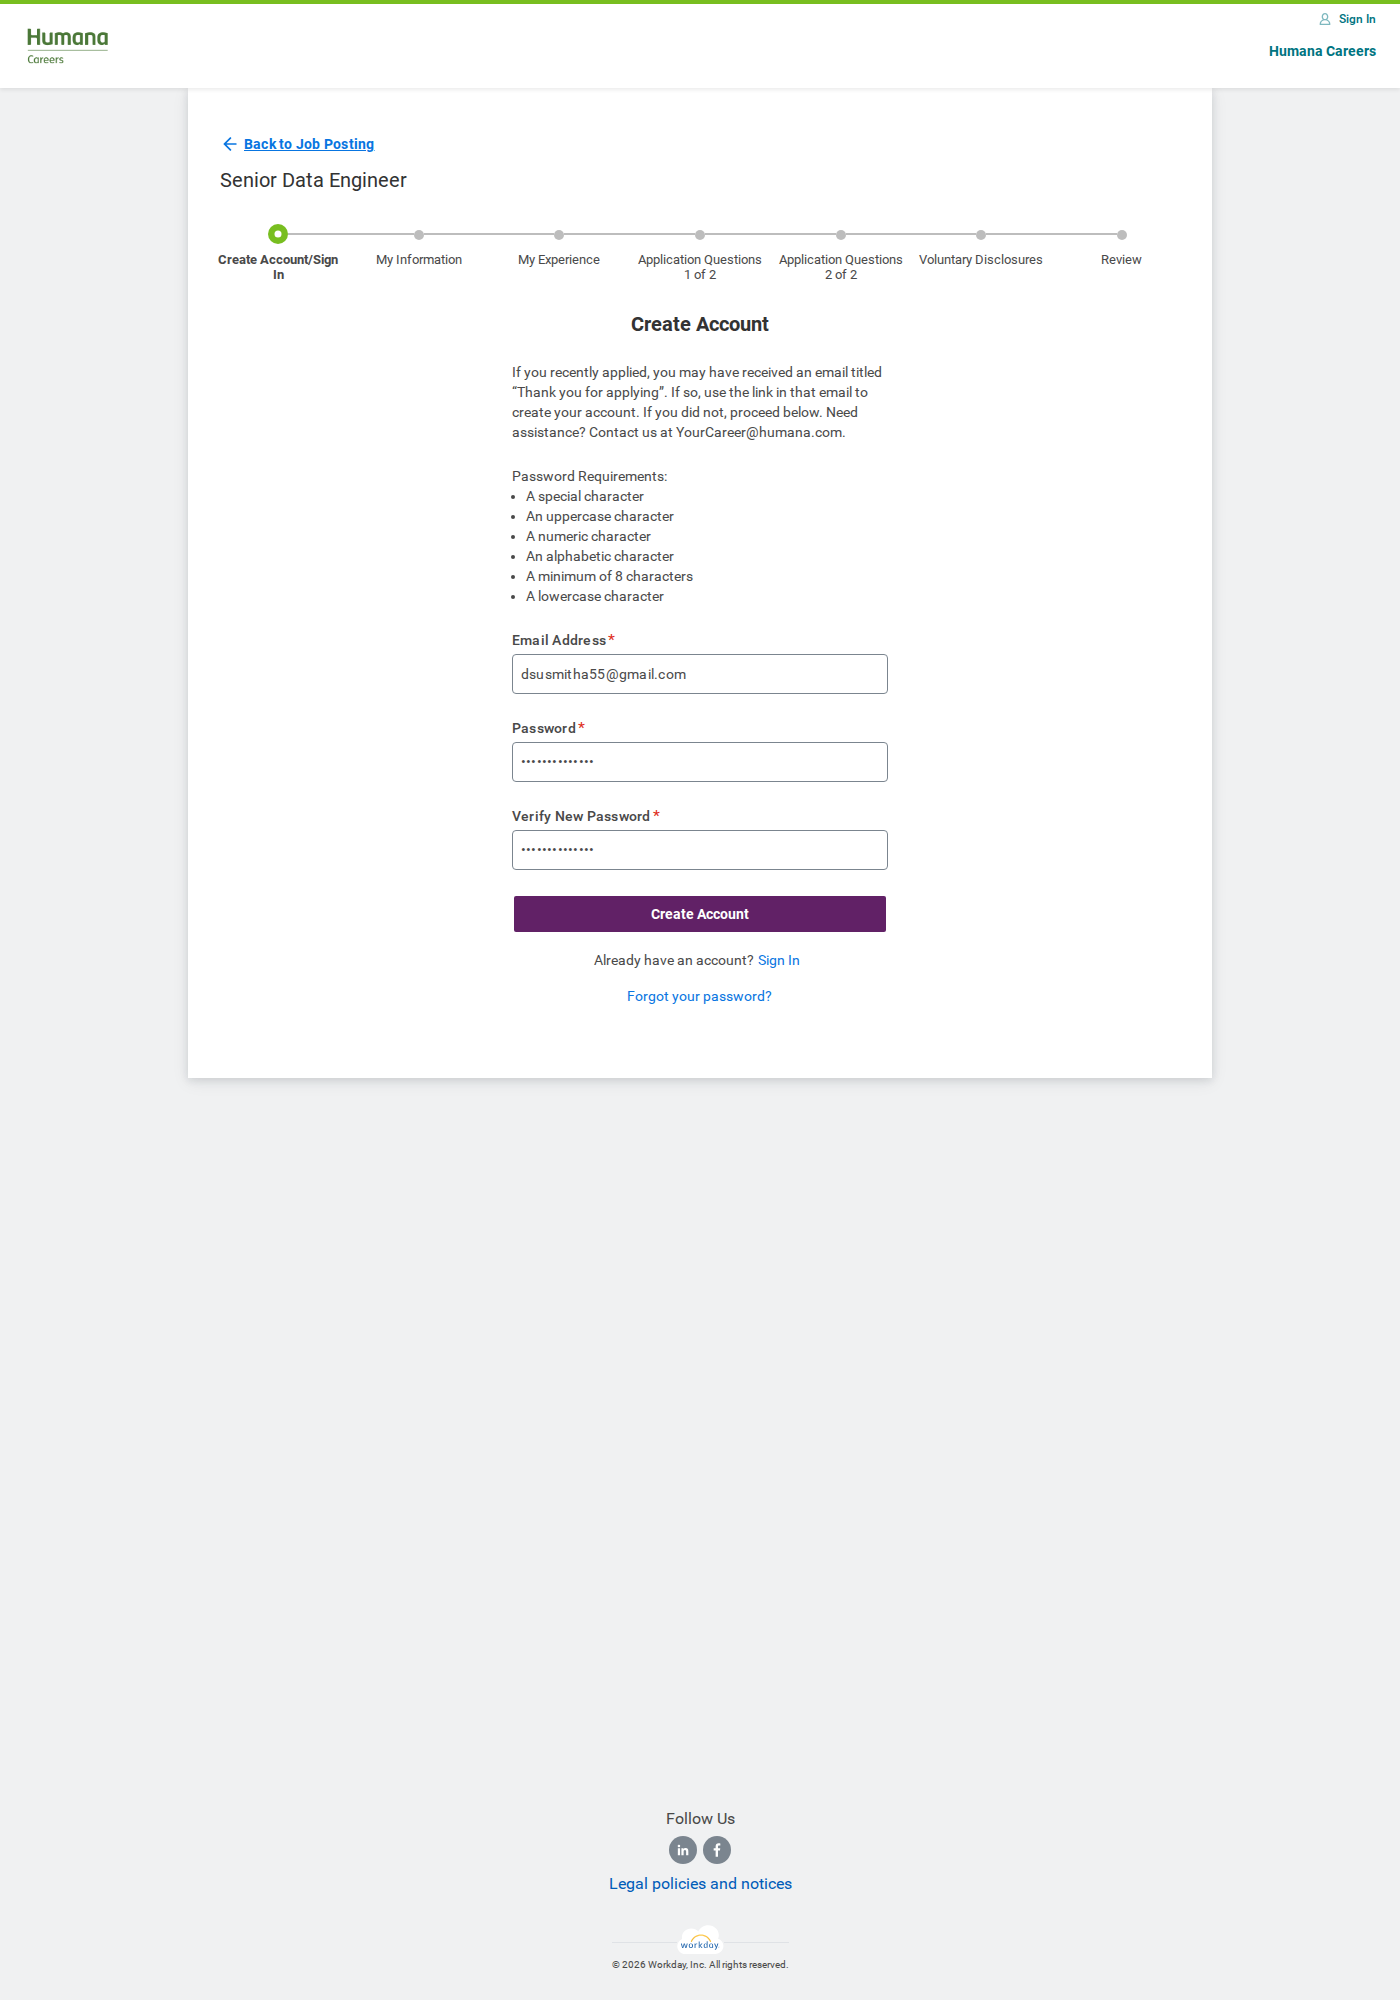 Sign In
Humana
Careers
Humana Careers
Back to Job Posting
Senior Data Engineer
Create Account/Sign In
My Information
My Experience
Application Questions 1 of 2
Application Questions 2 of 2
Voluntary Disclosures
Review
Create Account
If you recently applied, you may have received an email titled
“Thank you for applying”. If so, use the link in that email to
create your account. If you did not, proceed below. Need
assistance? Contact us at YourCareer@humana.com.
Password Requirements:
• A special character
• An uppercase character
• A numeric character
• An alphabetic character
• A minimum of 8 characters
• A lowercase character
Email Address*
dsusmitha55@gmail.com
Password*
••••••••••••••
Verify New Password*
••••••••••••••
Create Account
Already have an account? Sign In
Forgot your password?
Follow Us
in f
Legal policies and notices
workday
© 2026 Workday, Inc. All rights reserved.